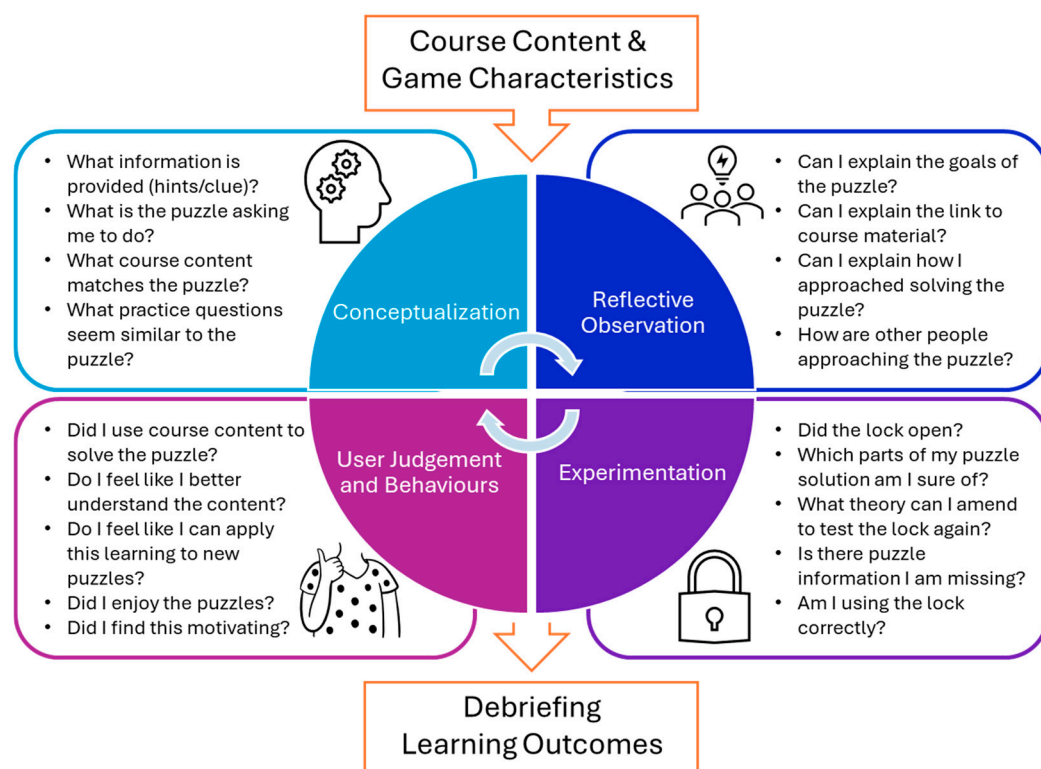 Course Content &
Game Characteristics
• What information is
provided (hints/clue)?
• What is the puzzle asking
me to do?
• What course content
matches the puzzle?
• What practice questions
seem similar to the
puzzle?
Conceptualization
Reflective
Observation
• Can I explain the goals of
the puzzle?
• Can I explain the link to
course material?
• Can I explain how I
approached solving the
puzzle?
• How are other people
approaching the puzzle?
• Did I use course content to
solve the puzzle?
• Do I feel like I better
understand the content?
• Do I feel like I can apply
this learning to new
puzzles?
• Did I enjoy the puzzles?
• Did I find this motivating?
User Judgement
and Behaviours
Experimentation
• Did the lock open?
• Which parts of my puzzle
solution am I sure of?
• What theory can I amend
to test the lock again?
• Is there puzzle
information I am missing?
• Am I using the lock
correctly?
Debriefing
Learning Outcomes